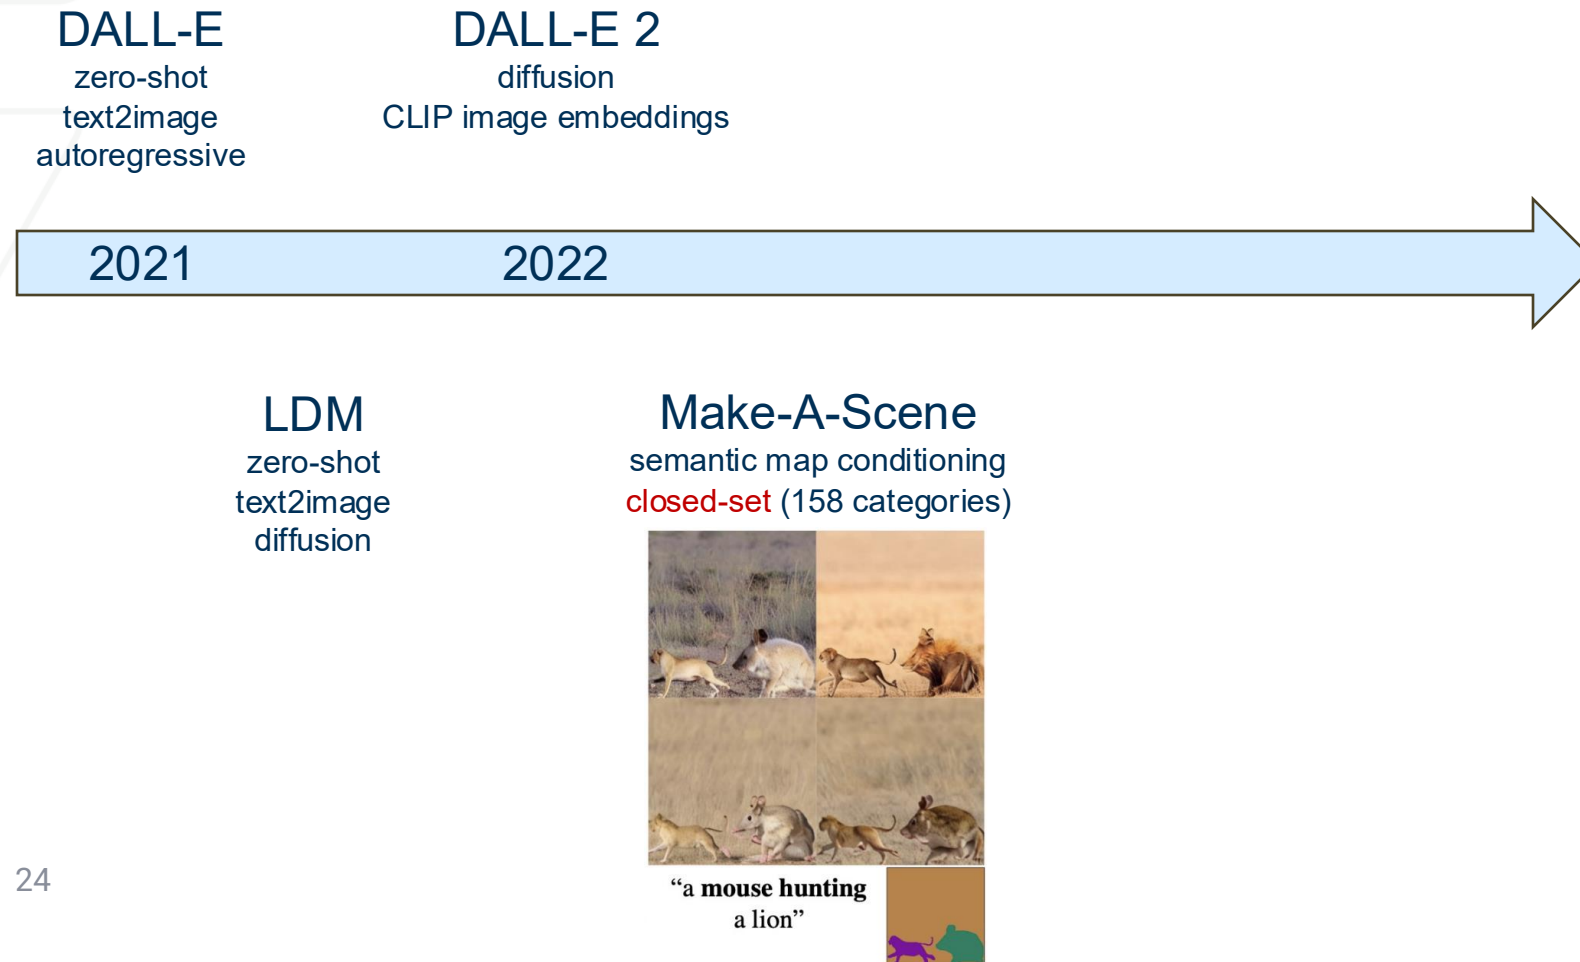 DALL-E
zero-shot
text2image
autoregressive
DALL-E 2
diffusion
CLIP image embeddings
2021
2022
LDM
zero-shot
text2image
diffusion
Make-A-Scene
semantic map conditioning
closed-set (158 categories)
“a mouse hunting
a lion”
24